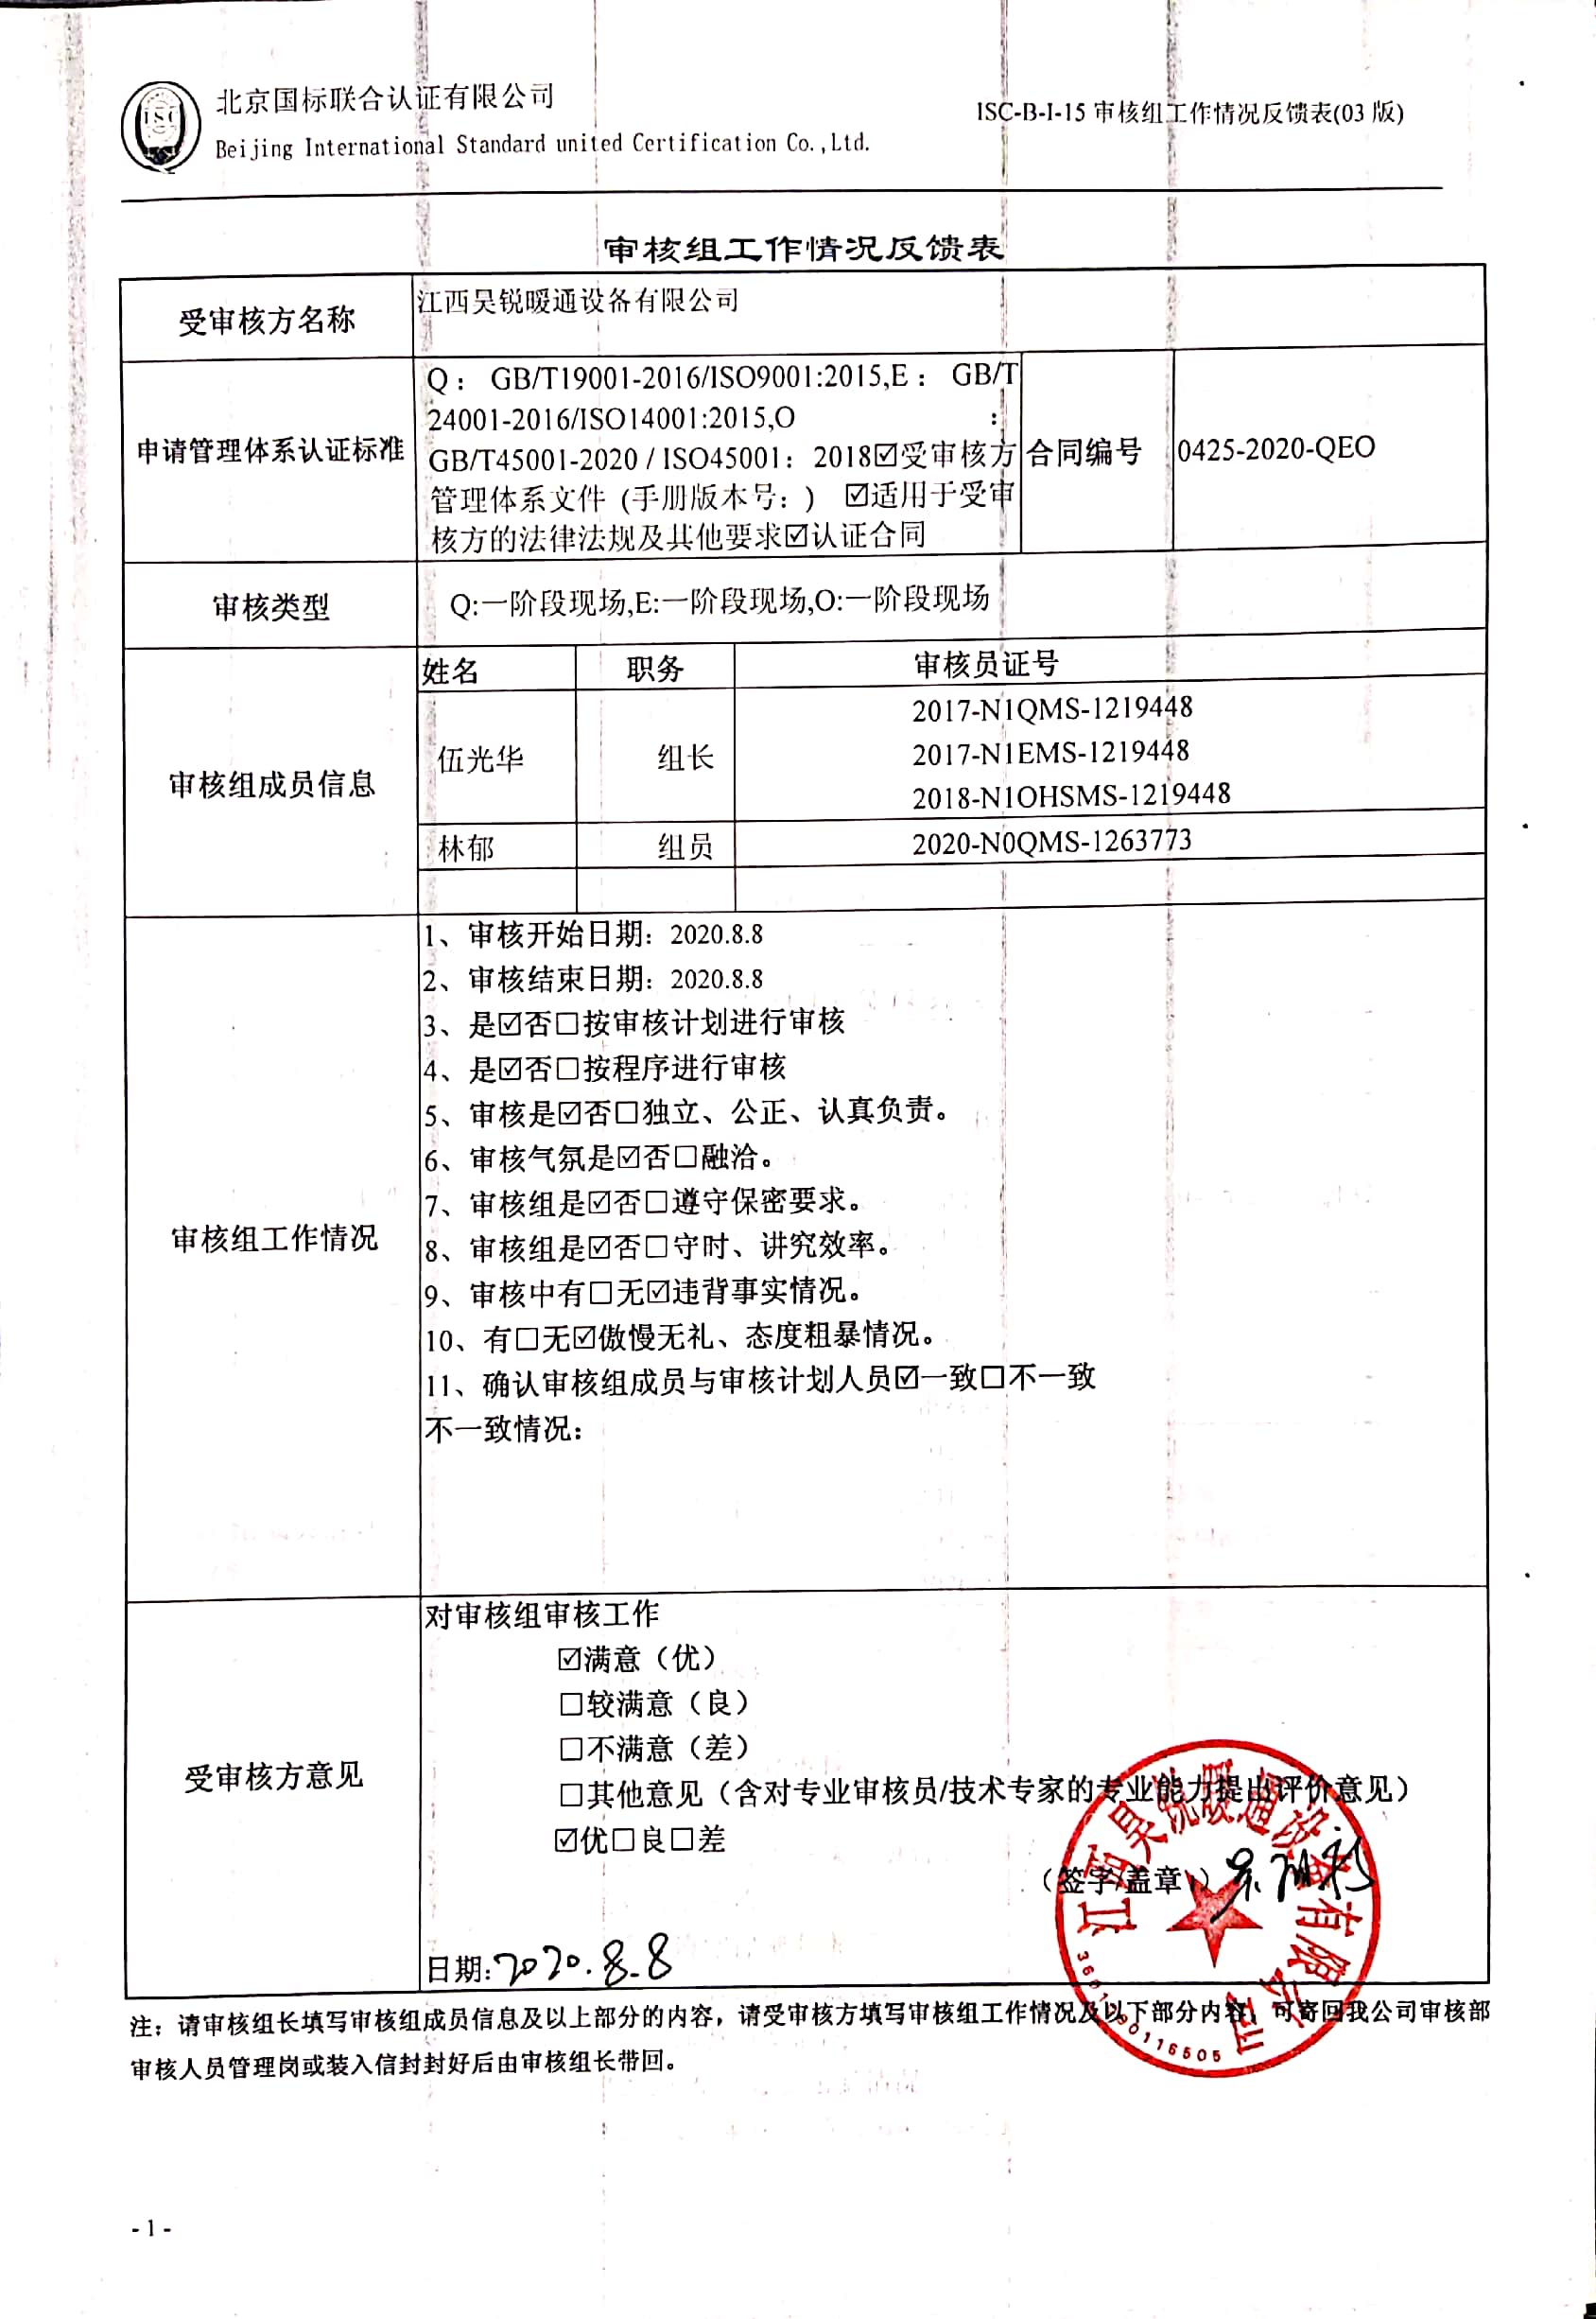 ISC
北京国标联合认证有限公司
Beijing International Standard united Certification Co.,Ltd.
ISC-B-I-15 审核组工作情况反馈表(03 版)
审核组工作情况反馈表
受审核方名称
江西昊锐暖通设备有限公司
申请管理体系认证标准
Q： GB/T19001-2016/ISO9001:2015,E： GB/T
24001-2016/ISO14001:2015,O ：
GB/T45001-2020 / ISO45001：2018☑受审核方
管理体系文件 (手册版本号：) ☑适用于受审
核方的法律法规及其他要求☑认证合同
合同编号
0425-2020-QEO
审核类型
Q:一阶段现场,E:一阶段现场,O:一阶段现场
审核组成员信息
姓名 职务 审核员证号
伍光华 组长
2017-N1QMS-1219448
2017-N1EMS-1219448
2018-N1OHSMS-1219448
林郁 组员 2020-N0QMS-1263773
审核组工作情况
1、审核开始日期：2020.8.8
2、审核结束日期：2020.8.8
3、是☑否□按审核计划进行审核
4、是☑否□按程序进行审核
5、审核是☑否□独立、公正、认真负责。
6、审核气氛是☑否□融洽。
7、审核组是☑否□遵守保密要求。
8、审核组是☑否□守时、讲究效率。
9、审核中有□无☑违背事实情况。
10、有□无☑傲慢无礼、态度粗暴情况。
11、确认审核组成员与审核计划人员☑一致□不一致
不一致情况：
受审核方意见
对审核组审核工作
☑满意（优）
□较满意（良）
□不满意（差）
□其他意见（含对专业审核员/技术专家的专业能力提出评价意见）
☑优□良□差
（签字/盖章）
江西昊锐暖通设备有限公司
日期:2020.8.8
注：请审核组长填写审核组成员信息及以上部分的内容，请受审核方填写审核组工作情况及以下部分内容，可寄回我公司审核部
审核人员管理岗或装入信封封好后由审核组长带回。
- 1 -